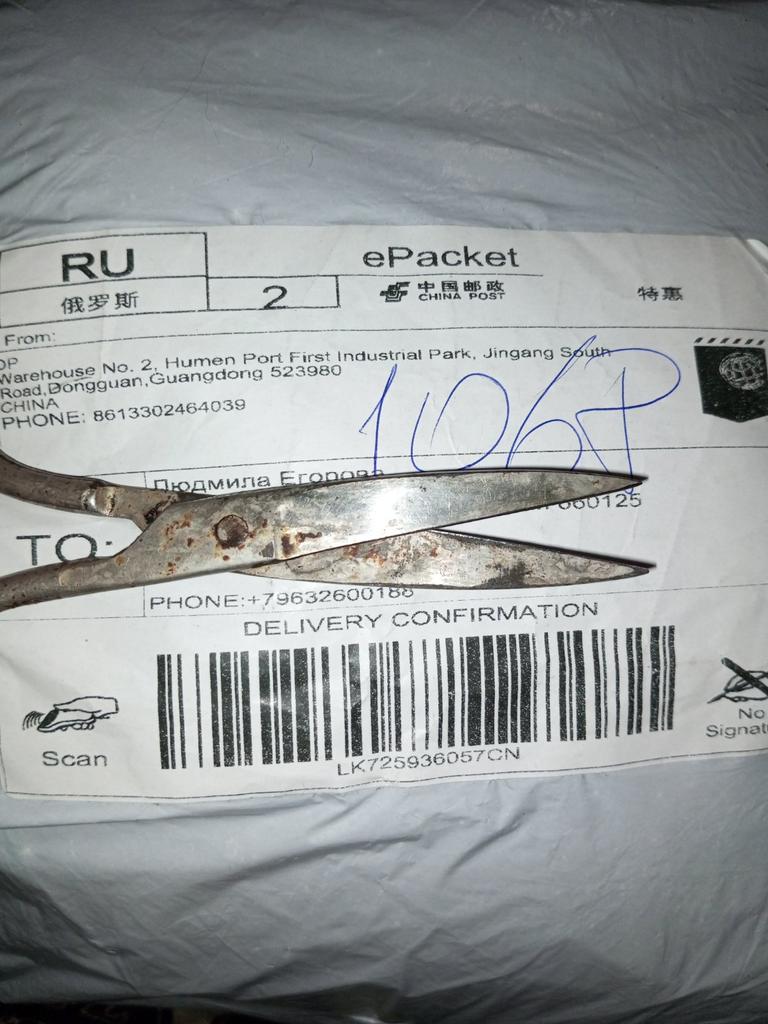 RU
ePacket
俄罗斯
2
中国邮政
CHINA POST
特惠
From:
Warehouse No. 2, Humen Port First Industrial Park, Jingang South
Road,Dongguan,Guangdong 523980
CHINA
PHONE: 8613302464039
106P
Людмила Егорова
660125
TO:
PHONE:+79632600188
DELIVERY CONFIRMATION
Scan
No
LK725936057CN